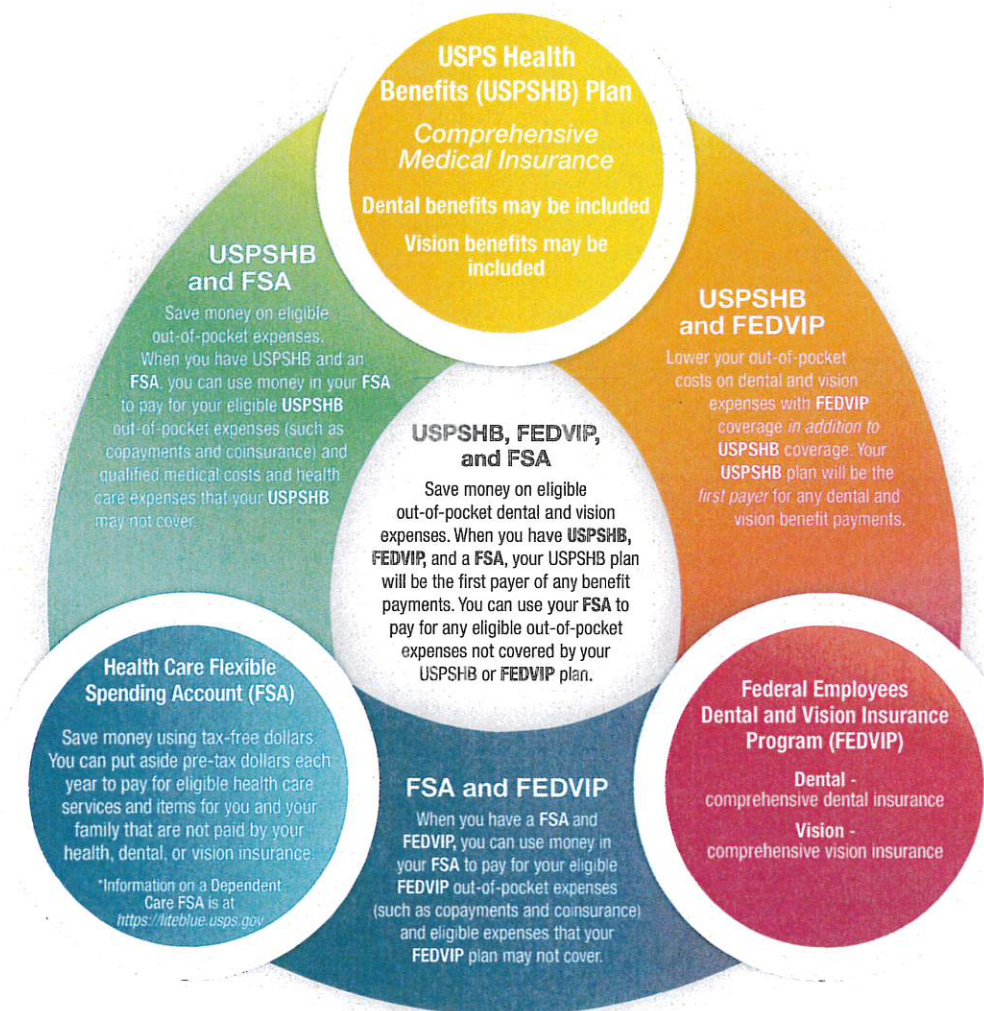 USPS Health
Benefits (USPSHB) Plan
Comprehensive
Medical Insurance
Dental benefits may be included
Vision benefits may be
included
USPSHB
and FSA
Save money on eligible
out-of-pocket expenses.
When you have USPSHB and an
FSA, you can use money in your FSA
to pay for your eligible USPSHB
out-of-pocket expenses (such as
copayments and coinsurance) and
qualified medical costs and health
care expenses that your USPSHB
may not cover.
USPSHB
and FEDVIP
Lower your out-of-pocket
costs on dental and vision
expenses with FEDVIP
coverage in addition to
USPSHB coverage. Your
USPSHB plan will be the
first payer for any dental and
vision benefit payments.
USPSHB, FEDVIP,
and FSA
Save money on eligible
out-of-pocket dental and vision
expenses. When you have USPSHB,
FEDVIP, and a FSA, your USPSHB plan
will be the first payer of any benefit
payments. You can use your FSA to
pay for any eligible out-of-pocket
expenses not covered by your
USPSHB or FEDVIP plan.
Health Care Flexible
Spending Account (FSA)
Save money using tax-free dollars.
You can put aside pre-tax dollars each
year to pay for eligible health care
services and items for you and your
family that are not paid by your
health, dental, or vision insurance.
*Information on a Dependent
Care FSA is at
https://liteblue.usps.gov
FSA and FEDVIP
When you have a FSA and
FEDVIP, you can use money in
your FSA to pay for your eligible
FEDVIP out-of-pocket expenses
(such as copayments and coinsurance)
and eligible expenses that your
FEDVIP plan may not cover.
Federal Employees
Dental and Vision Insurance
Program (FEDVIP)
Dental -
comprehensive dental insurance
Vision -
comprehensive vision insurance